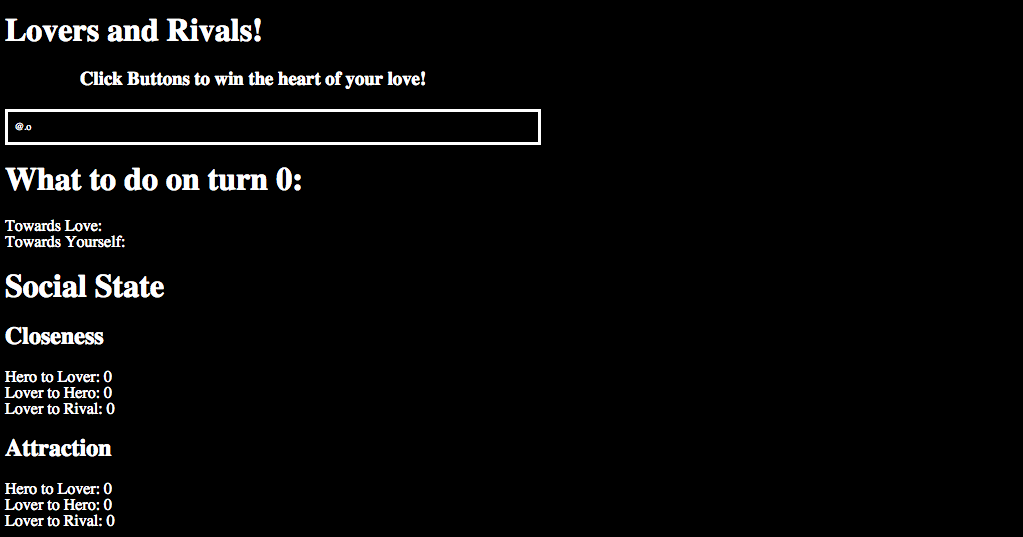 Lovers and Rivals!
Click Buttons to win the heart of your love!
@.o
What to do on turn 0:
Towards Love:
Towards Yourself:
Social State
Closeness
Hero to Lover: 0
Lover to Hero: 0
Lover to Rival: 0
Attraction
Hero to Lover: 0
Lover to Hero: 0
Lover to Rival: 0